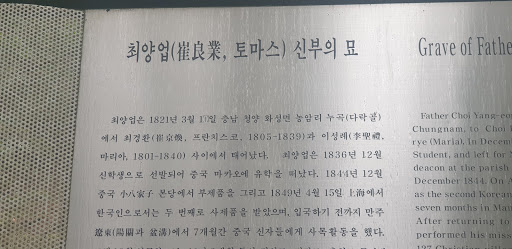 최양업(崔良業, 토마스) 신부의 묘
Grave of Fathe
최양업은 1821년 3월 1일 충남 청양 화성면 농암리 누곡(다락골)
에서 최경환(崔京煥, 프란치스코, 1805-1839)과 이성례(李聖禮,
마리아, 1801-1840) 사이에서 태어났다. 최양업은 1836년 12월
신학생으로 선발되어 중국 마카오에 유학을 떠났다. 1844년 12월
중국 小八家子 본당에서 부제품을 그리고 1849년 4월 15일 上海에서
한국인으로서는 두 번째로 사제품을 받았으며, 입국하기 전까지 만주
遼東(陽關과 盆溝)에서 7개월간 중국 신자들에게 사목활동을 했다.
Father Choi Yang-eo
Chungnam, to Choi
rye (Maria). In Decemb
Student, and left for
deacon at the parish
December 1844. On A
as the second Korean
seven months in Man
After returning to
performed his miss